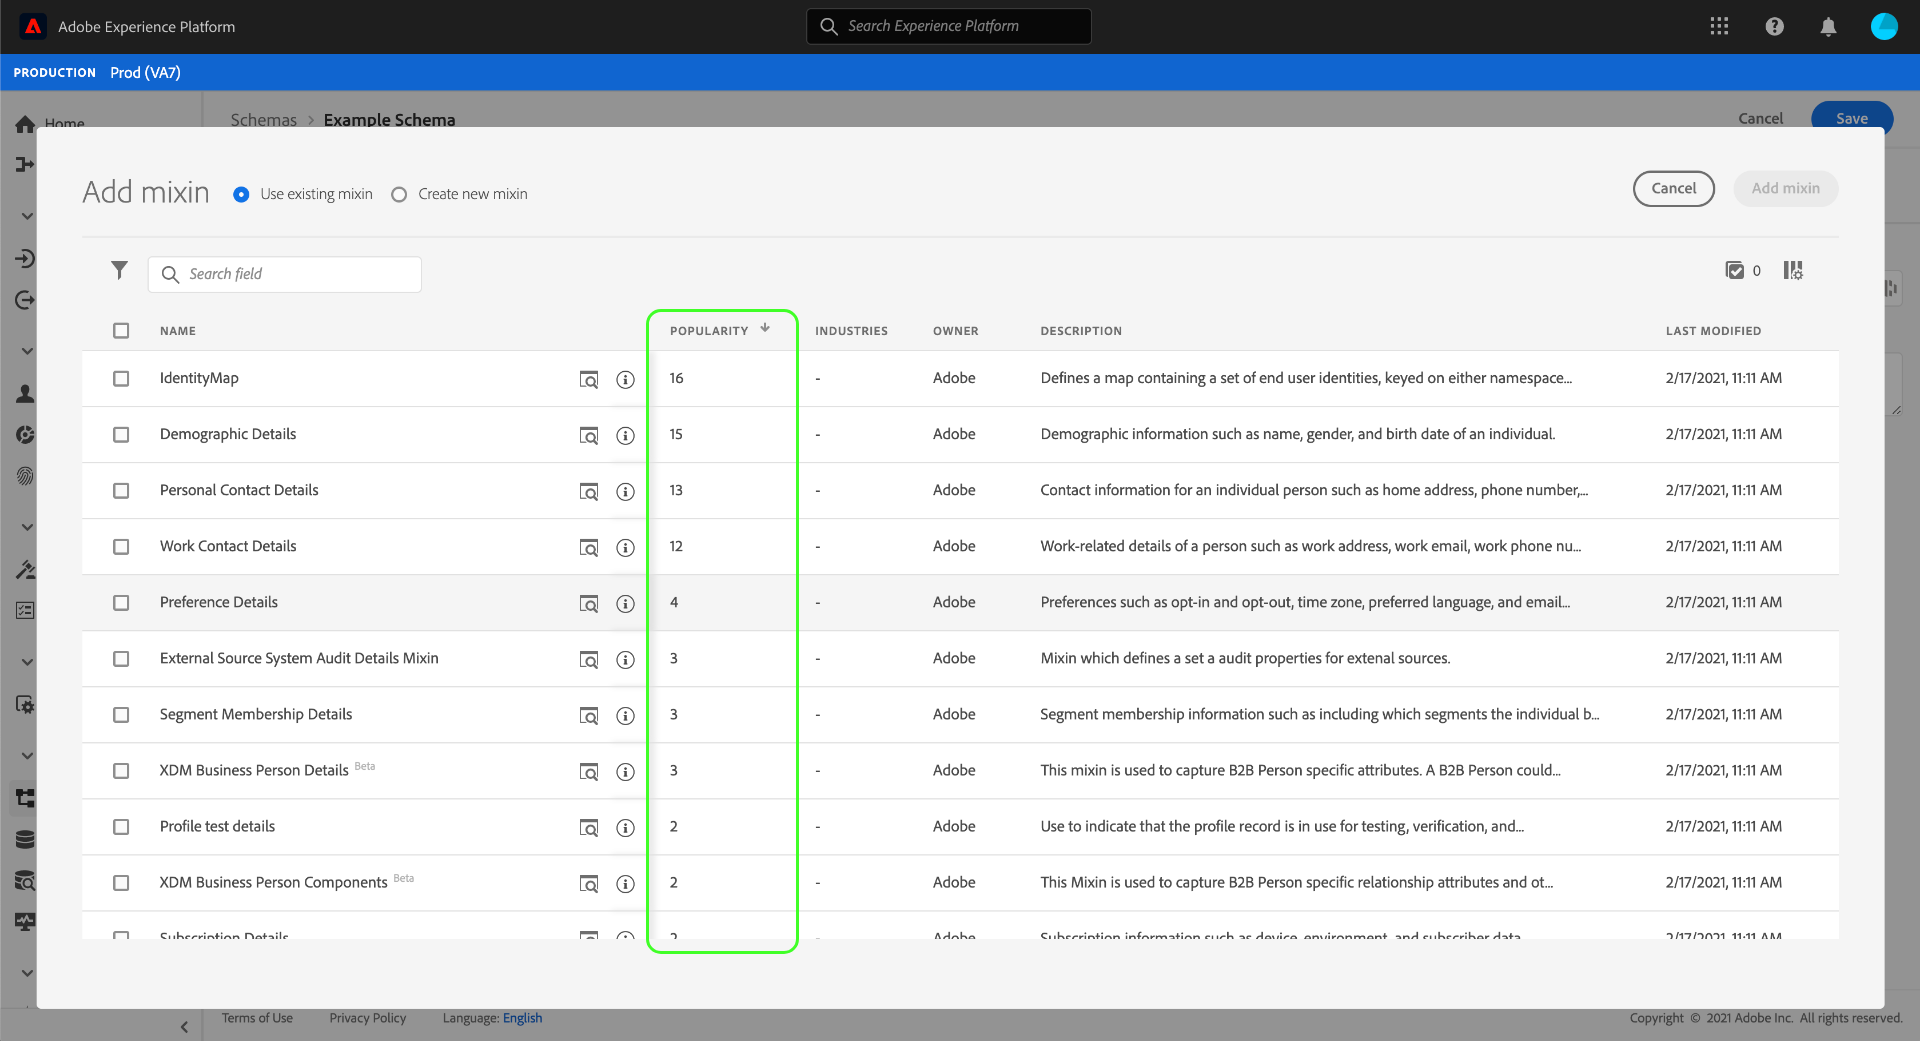 Adobe Experience Platform
Search Experience Platform
PRODUCTION Prod (VA7)
Home
Schemas > Example Schema
Cancel Save
Add mixin Use existing mixin Create new mixin
Cancel Add mixin
Search field
0
NAME POPULARITY ↓ INDUSTRIES OWNER DESCRIPTION LAST MODIFIED
IdentityMap 16 - Adobe Defines a map containing a set of end user identities, keyed on either namespace... 2/17/2021, 11:11 AM
Demographic Details 15 - Adobe Demographic information such as name, gender, and birth date of an individual. 2/17/2021, 11:11 AM
Personal Contact Details 13 - Adobe Contact information for an individual person such as home address, phone number,... 2/17/2021, 11:11 AM
Work Contact Details 12 - Adobe Work-related details of a person such as work address, work email, work phone nu... 2/17/2021, 11:11 AM
Preference Details 4 - Adobe Preferences such as opt-in and opt-out, time zone, preferred language, and email... 2/17/2021, 11:11 AM
External Source System Audit Details Mixin 3 - Adobe Mixin which defines a set a audit properties for extenal sources. 2/17/2021, 11:11 AM
Segment Membership Details 3 - Adobe Segment membership information such as including which segments the individual b... 2/17/2021, 11:11 AM
XDM Business Person Details Beta 3 - Adobe This mixin is used to capture B2B Person specific attributes. A B2B Person could... 2/17/2021, 11:11 AM
Profile test details 2 - Adobe Use to indicate that the profile record is in use for testing, verification, and... 2/17/2021, 11:11 AM
XDM Business Person Components Beta 2 - Adobe This Mixin is used to capture B2B Person specific relationship attributes and ot... 2/17/2021, 11:11 AM
Subscription Details 2 - Adobe Subscription information such as device, environment, and subscriber data. 2/17/2021, 11:11 AM
Terms of Use Privacy Policy Language: English
Copyright © 2021 Adobe Inc. All rights reserved.